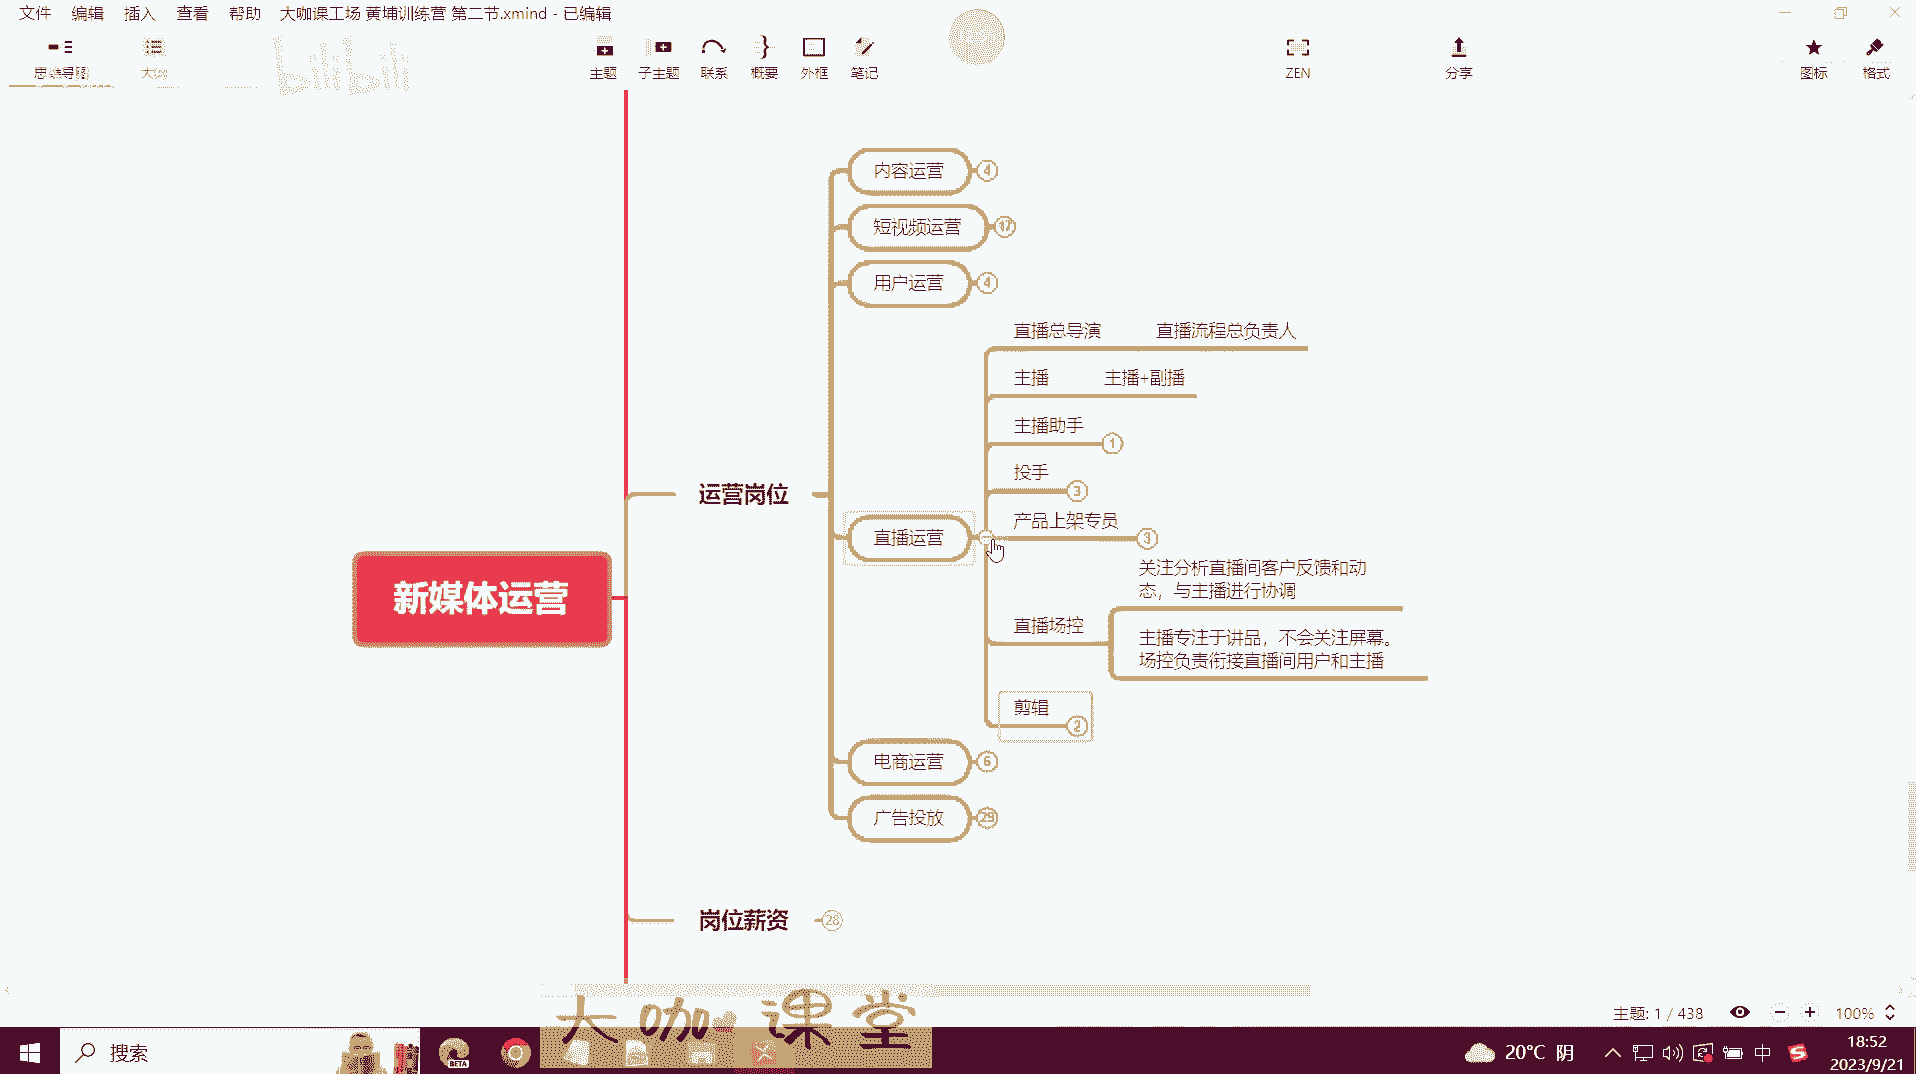 文件 编辑 插入 查看 帮助 大咖课工场 黄埔训练营 第二节.xmind - 已编辑
思维导图 大纲 bilibili 主题 子主题 联系 概要 外框 笔记 ZEN 分享 图标 格式
内容运营 4
短视频运营 17
用户运营 4
直播总导演 直播流程总负责人
主播 主播+副播
主播助手 1
投手 3
运营岗位
产品上架专员 3
直播运营
关注分析直播间客户反馈和动
态，与主播进行协调
新媒体运营
直播场控
主播专注于讲品，不会关注屏幕。
场控负责衔接直播间用户和主播
剪辑 2
电商运营 6
广告投放 29
岗位薪资 28
大咖课堂
主题: 1 / 438 100%
搜索 BETA 20°C 阴 中 18:52
2023/9/21